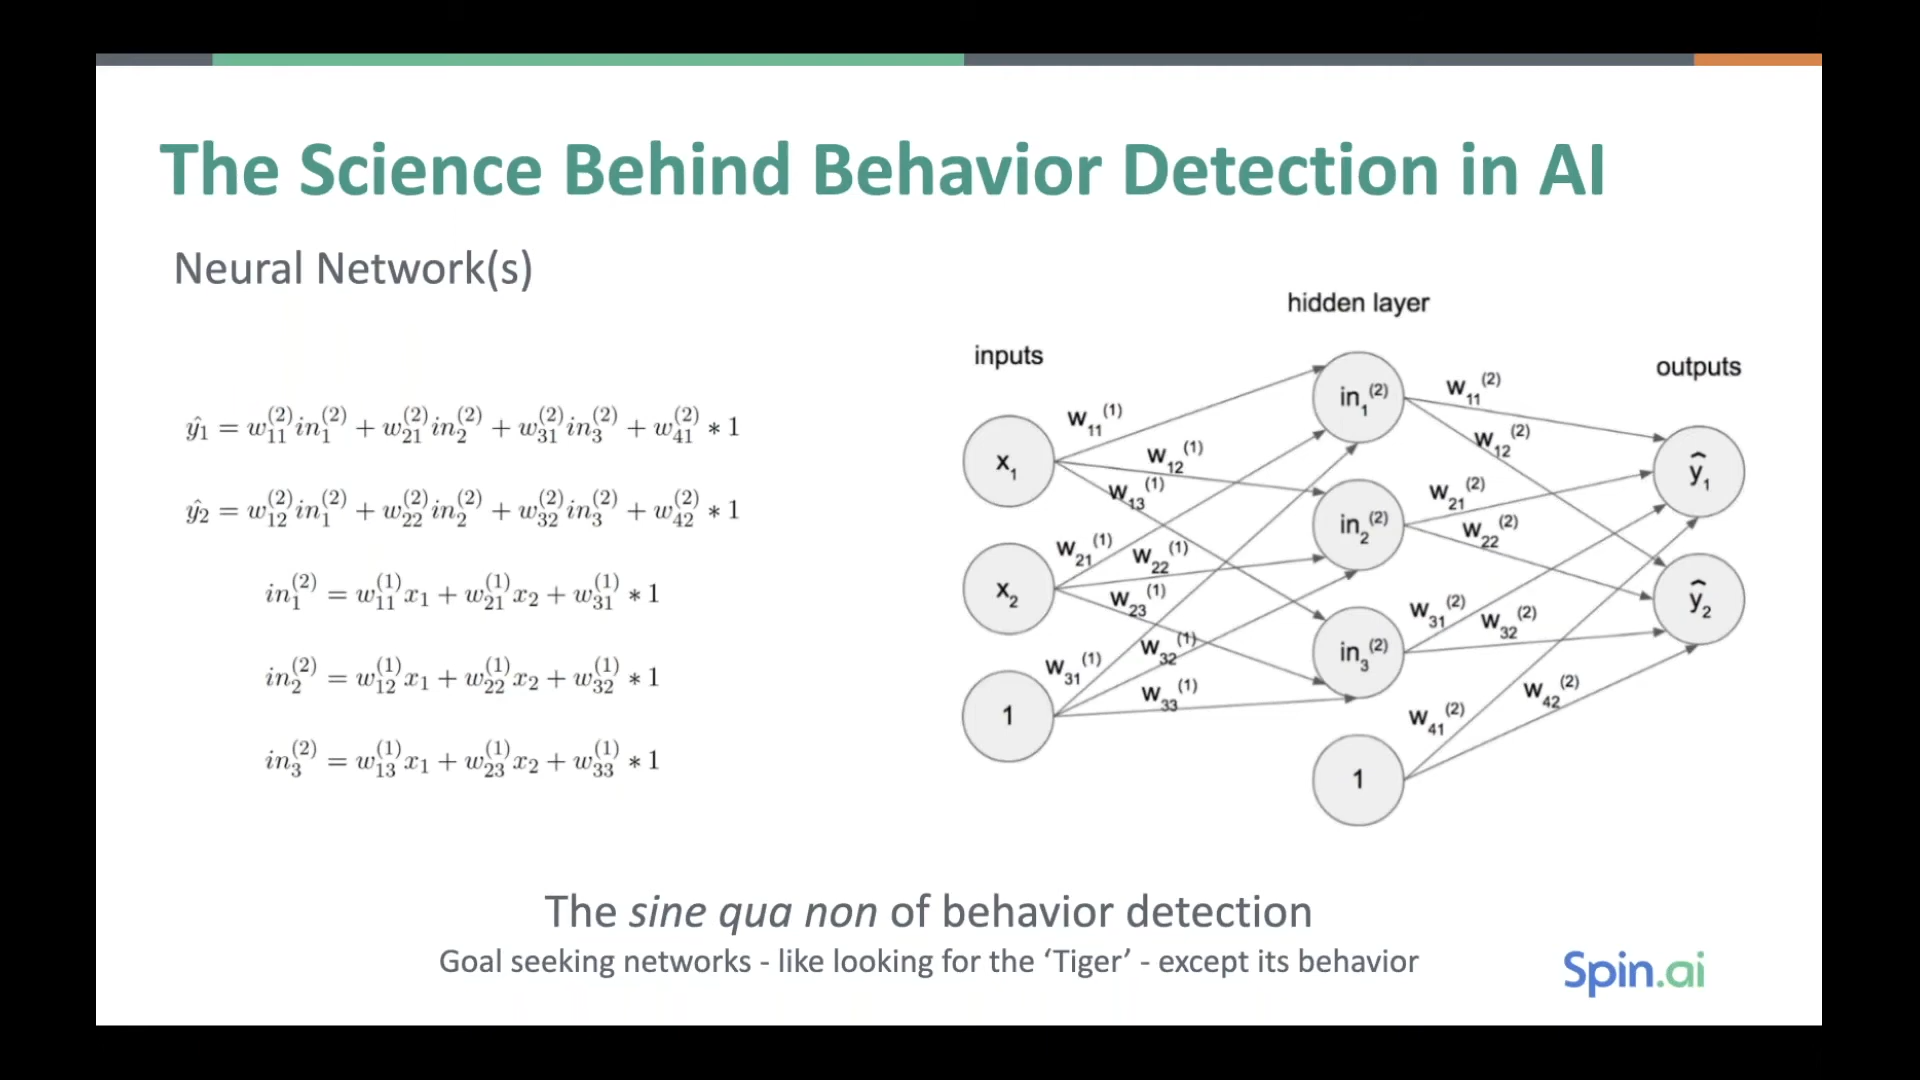 The Science Behind Behavior Detection in AI
Neural Network(s)
ŷ₁ = w₁₁⁽²⁾in₁⁽²⁾ + w₂₁⁽²⁾in₂⁽²⁾ + w₃₁⁽²⁾in₃⁽²⁾ + w₄₁⁽²⁾ * 1
ŷ₂ = w₁₂⁽²⁾in₁⁽²⁾ + w₂₂⁽²⁾in₂⁽²⁾ + w₃₂⁽²⁾in₃⁽²⁾ + w₄₂⁽²⁾ * 1
in₁⁽²⁾ = w₁₁⁽¹⁾x₁ + w₂₁⁽¹⁾x₂ + w₃₁⁽¹⁾ * 1
in₂⁽²⁾ = w₁₂⁽¹⁾x₁ + w₂₂⁽¹⁾x₂ + w₃₂⁽¹⁾ * 1
in₃⁽²⁾ = w₁₃⁽¹⁾x₁ + w₂₃⁽¹⁾x₂ + w₃₃⁽¹⁾ * 1
inputs
x₁
x₂
1
w₁₁⁽¹⁾
w₁₂⁽¹⁾
w₁₃⁽¹⁾
w₂₁⁽¹⁾
w₂₂⁽¹⁾
w₂₃⁽¹⁾
w₃₁⁽¹⁾
w₃₂⁽¹⁾
w₃₃⁽¹⁾
hidden layer
in₁⁽²⁾
in₂⁽²⁾
in₃⁽²⁾
1
w₁₁⁽²⁾
w₁₂⁽²⁾
w₂₁⁽²⁾
w₂₂⁽²⁾
w₃₁⁽²⁾
w₃₂⁽²⁾
w₄₁⁽²⁾
w₄₂⁽²⁾
outputs
ŷ₁
ŷ₂
The sine qua non of behavior detection
Goal seeking networks - like looking for the ‘Tiger’ - except its behavior
Spin.ai